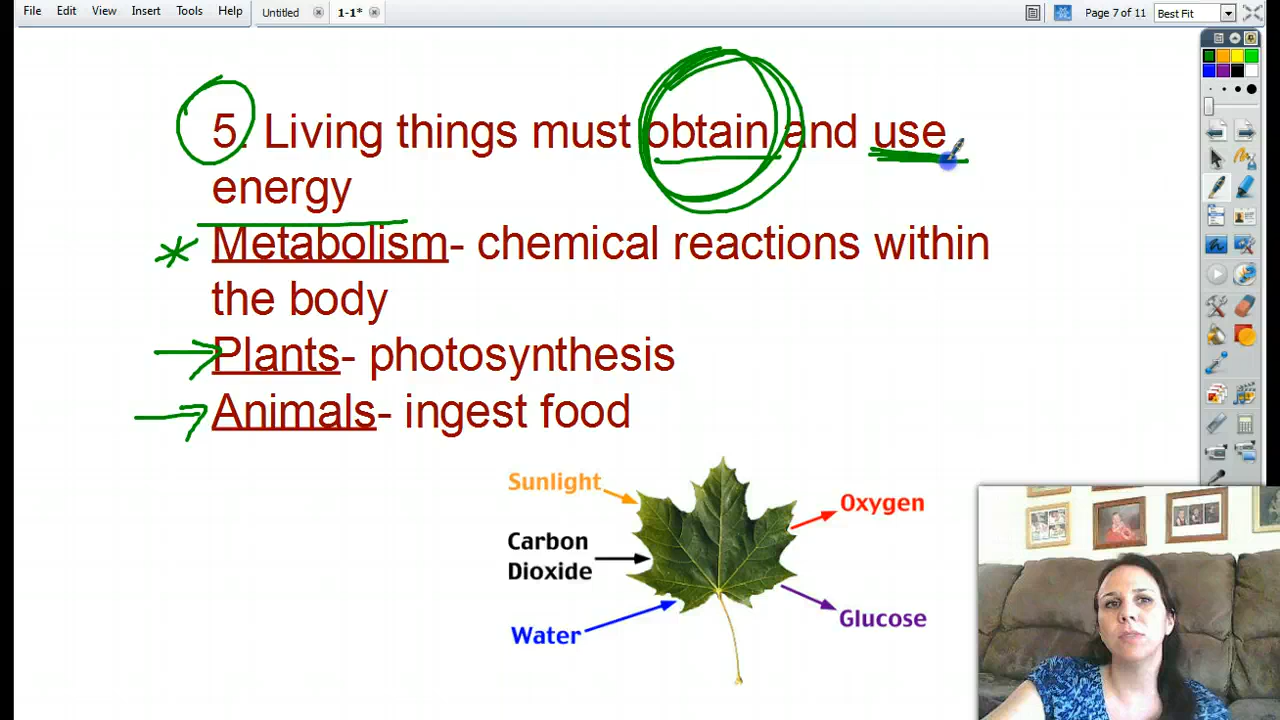 File Edit View Insert Tools Help Untitled 1-1* Page 7 of 11 Best Fit
5. Living things must obtain and use
energy
Metabolism- chemical reactions within
the body
Plants- photosynthesis
Animals- ingest food
Sunlight
Oxygen
Carbon
Dioxide
Glucose
Water